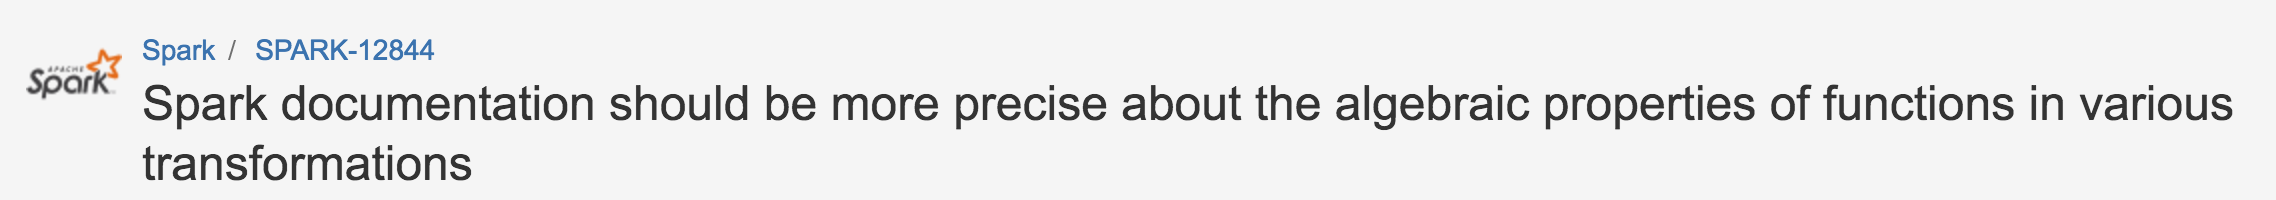 Spark / SPARK-12844
APACHE
Spark
Spark documentation should be more precise about the algebraic properties of functions in various
transformations